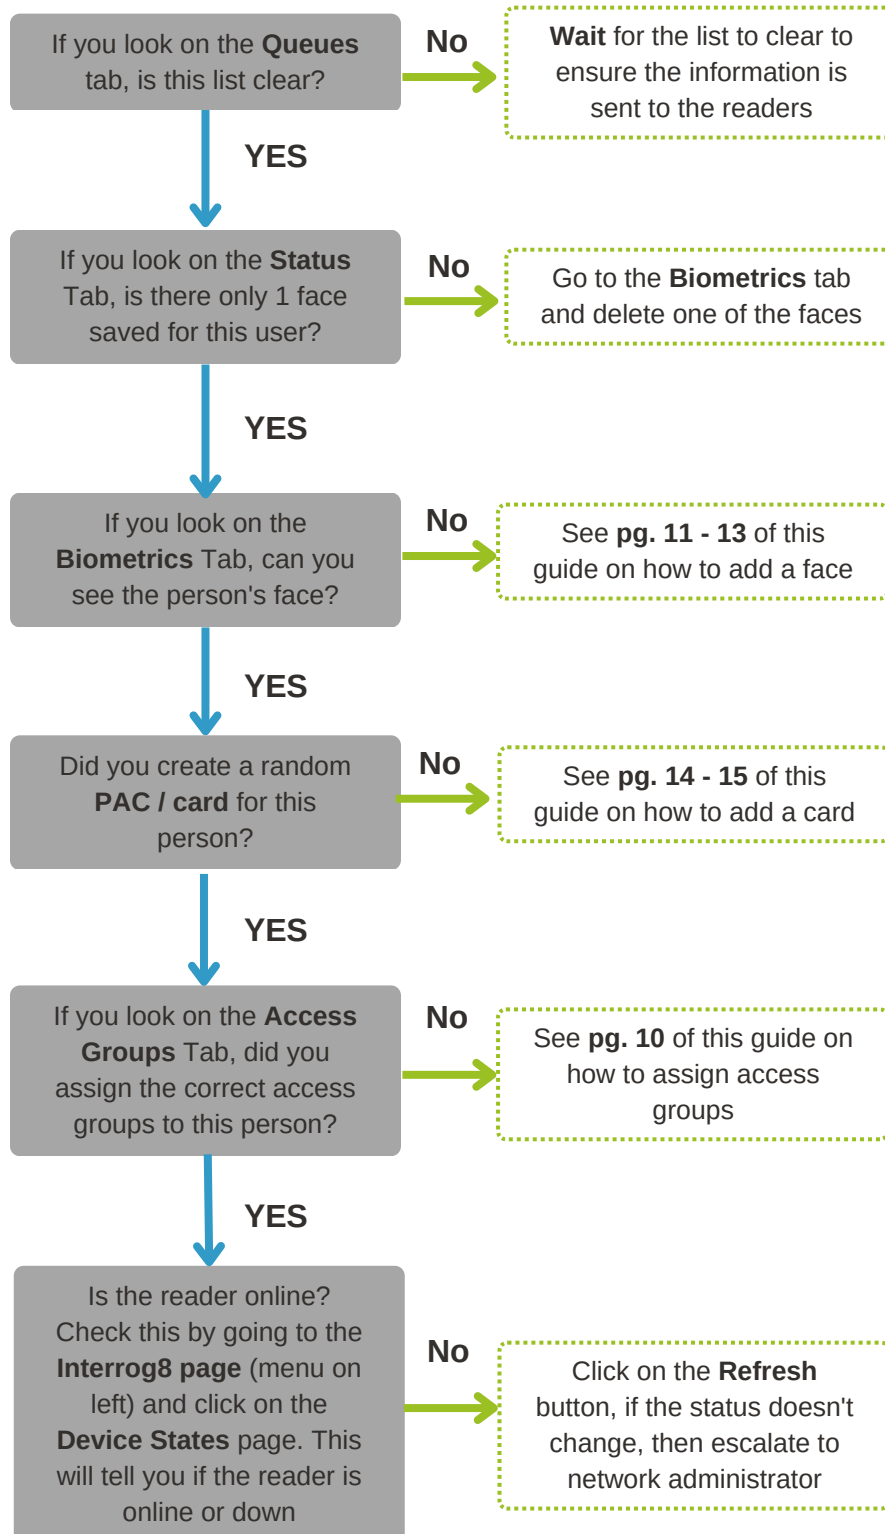 If you look on the Queues
tab, is this list clear?
No
Wait for the list to clear to
ensure the information is
sent to the readers
YES
If you look on the Status
Tab, is there only 1 face
saved for this user?
No
Go to the Biometrics tab
and delete one of the faces
YES
If you look on the
Biometrics Tab, can you
see the person's face?
No
See pg. 11 - 13 of this
guide on how to add a face
YES
Did you create a random
PAC / card for this
person?
No
See pg. 14 - 15 of this
guide on how to add a card
YES
If you look on the Access
Groups Tab, did you
assign the correct access
groups to this person?
No
See pg. 10 of this guide on
how to assign access
groups
YES
Is the reader online?
Check this by going to the
Interrog8 page (menu on
left) and click on the
Device States page. This
will tell you if the reader is
online or down
No
Click on the Refresh
button, if the status doesn't
change, then escalate to
network administrator